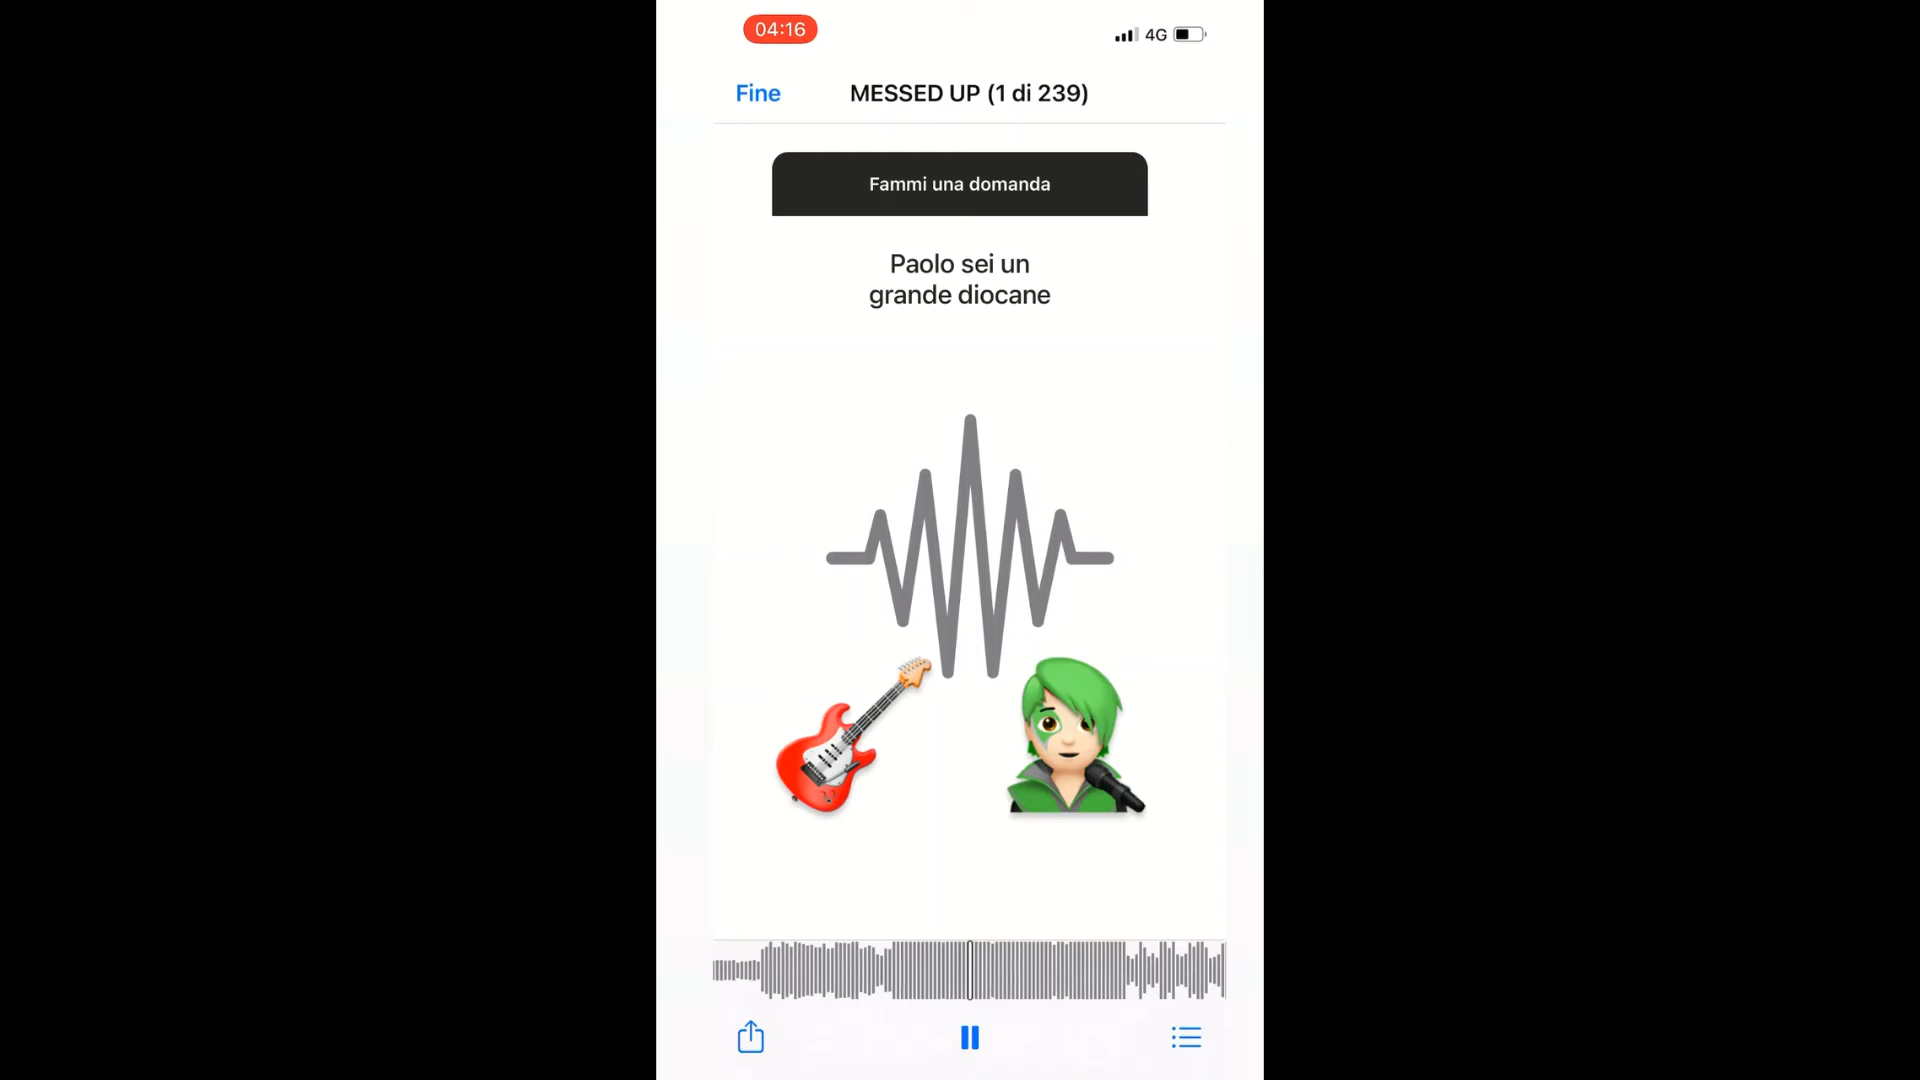 04:16
4G
Fine
MESSED UP (1 di 239)
Fammi una domanda
Paolo sei un
grande diocane